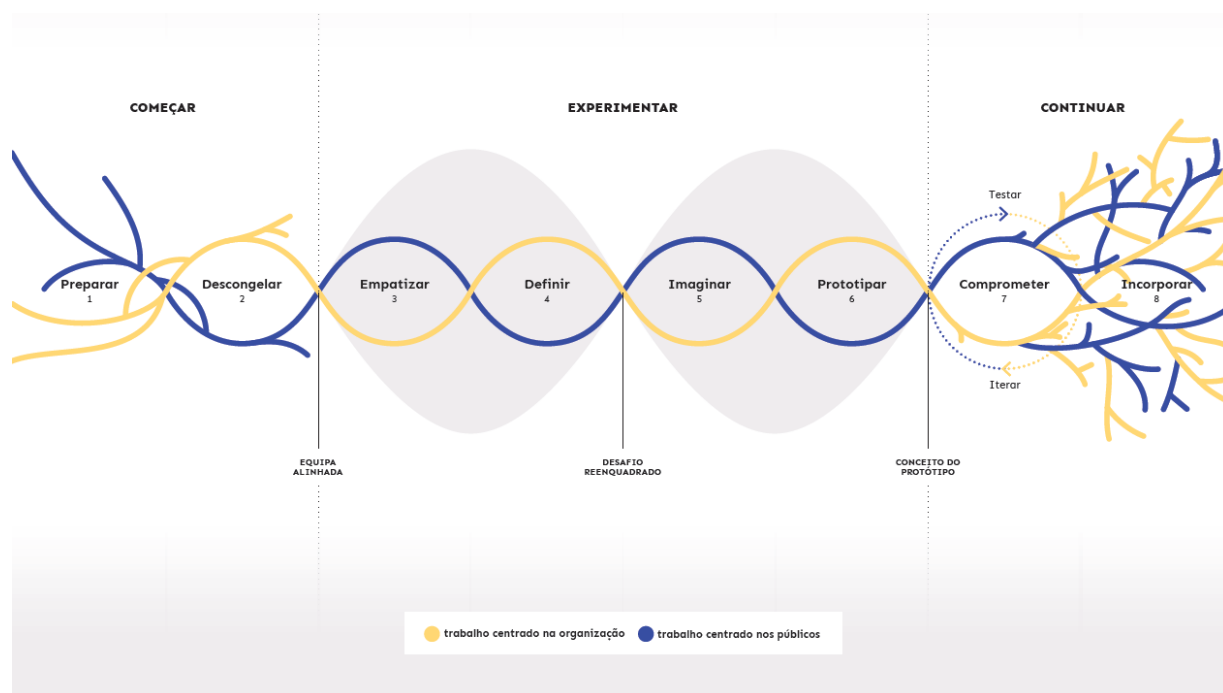 COMEÇAR
EXPERIMENTAR
CONTINUAR
Testar
Preparar
1
Descongelar
2
Empatizar
3
Definir
4
Imaginar
5
Prototipar
6
Comprometer
7
Incorporar
8
Iterar
EQUIPA
ALINHADA
DESAFIO
REENQUADRADO
CONCEITO DO
PROTÓTIPO
trabalho centrado na organização
trabalho centrado nos públicos